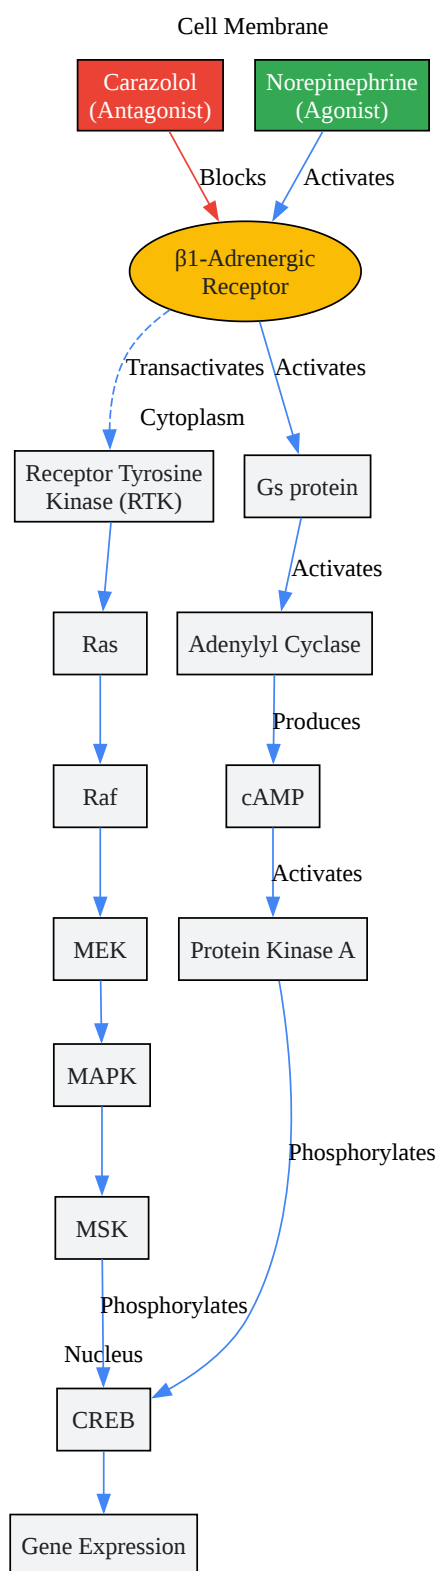 Cell Membrane
Carazolol
(Antagonist)
Norepinephrine
(Agonist)
Blocks
Activates
β1-Adrenergic
Receptor
Transactivates
Activates
Cytoplasm
Receptor Tyrosine
Kinase (RTK)
Gs protein
Activates
Ras
Adenylyl Cyclase
Produces
Raf
cAMP
Activates
MEK
Protein Kinase A
MAPK
Phosphorylates
MSK
Phosphorylates
Nucleus
CREB
Gene Expression